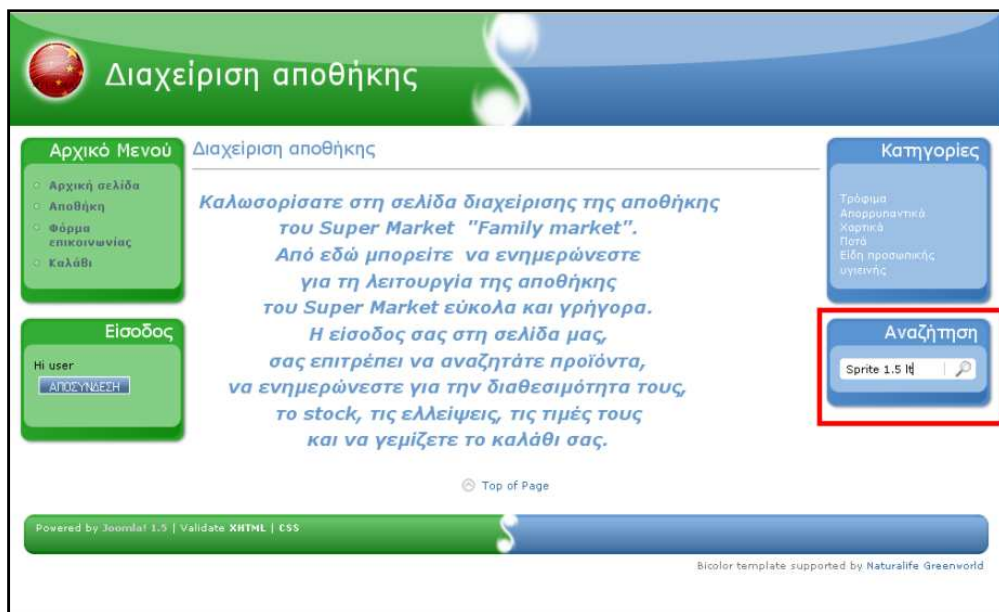 Διαχείριση αποθήκης
Αρχικό Μενού
Αρχική σελίδα
Αποθήκη
Φόρμα
επικοινωνίας
Καλάθι
Είσοδος
Hi user
ΑΠΟΣΥΝΔΕΣΗ
Διαχείριση αποθήκης
Καλωσορίσατε στη σελίδα διαχείρισης της αποθήκης
του Super Market "Family market".
Από εδώ μπορείτε να ενημερώνεστε
για τη λειτουργία της αποθήκης
του Super Market εύκολα και γρήγορα.
Η είσοδος σας στη σελίδα μας,
σας επιτρέπει να αναζητάτε προϊόντα,
να ενημερώνεστε για την διαθεσιμότητα τους,
το stock, τις ελλείψεις, τις τιμές τους
και να γεμίζετε το καλάθι σας.
Top of Page
Κατηγορίες
Τρόφιμα
Απορρυπαντικά
Χαρτικά
Ποτά
Είδη προσωπικής
υγιεινής
Αναζήτηση
Sprite 1.5 lt
Powered by Joomla! 1.5 | Validate XHTML | CSS
Bicolor template supported by Naturalife Greenworld